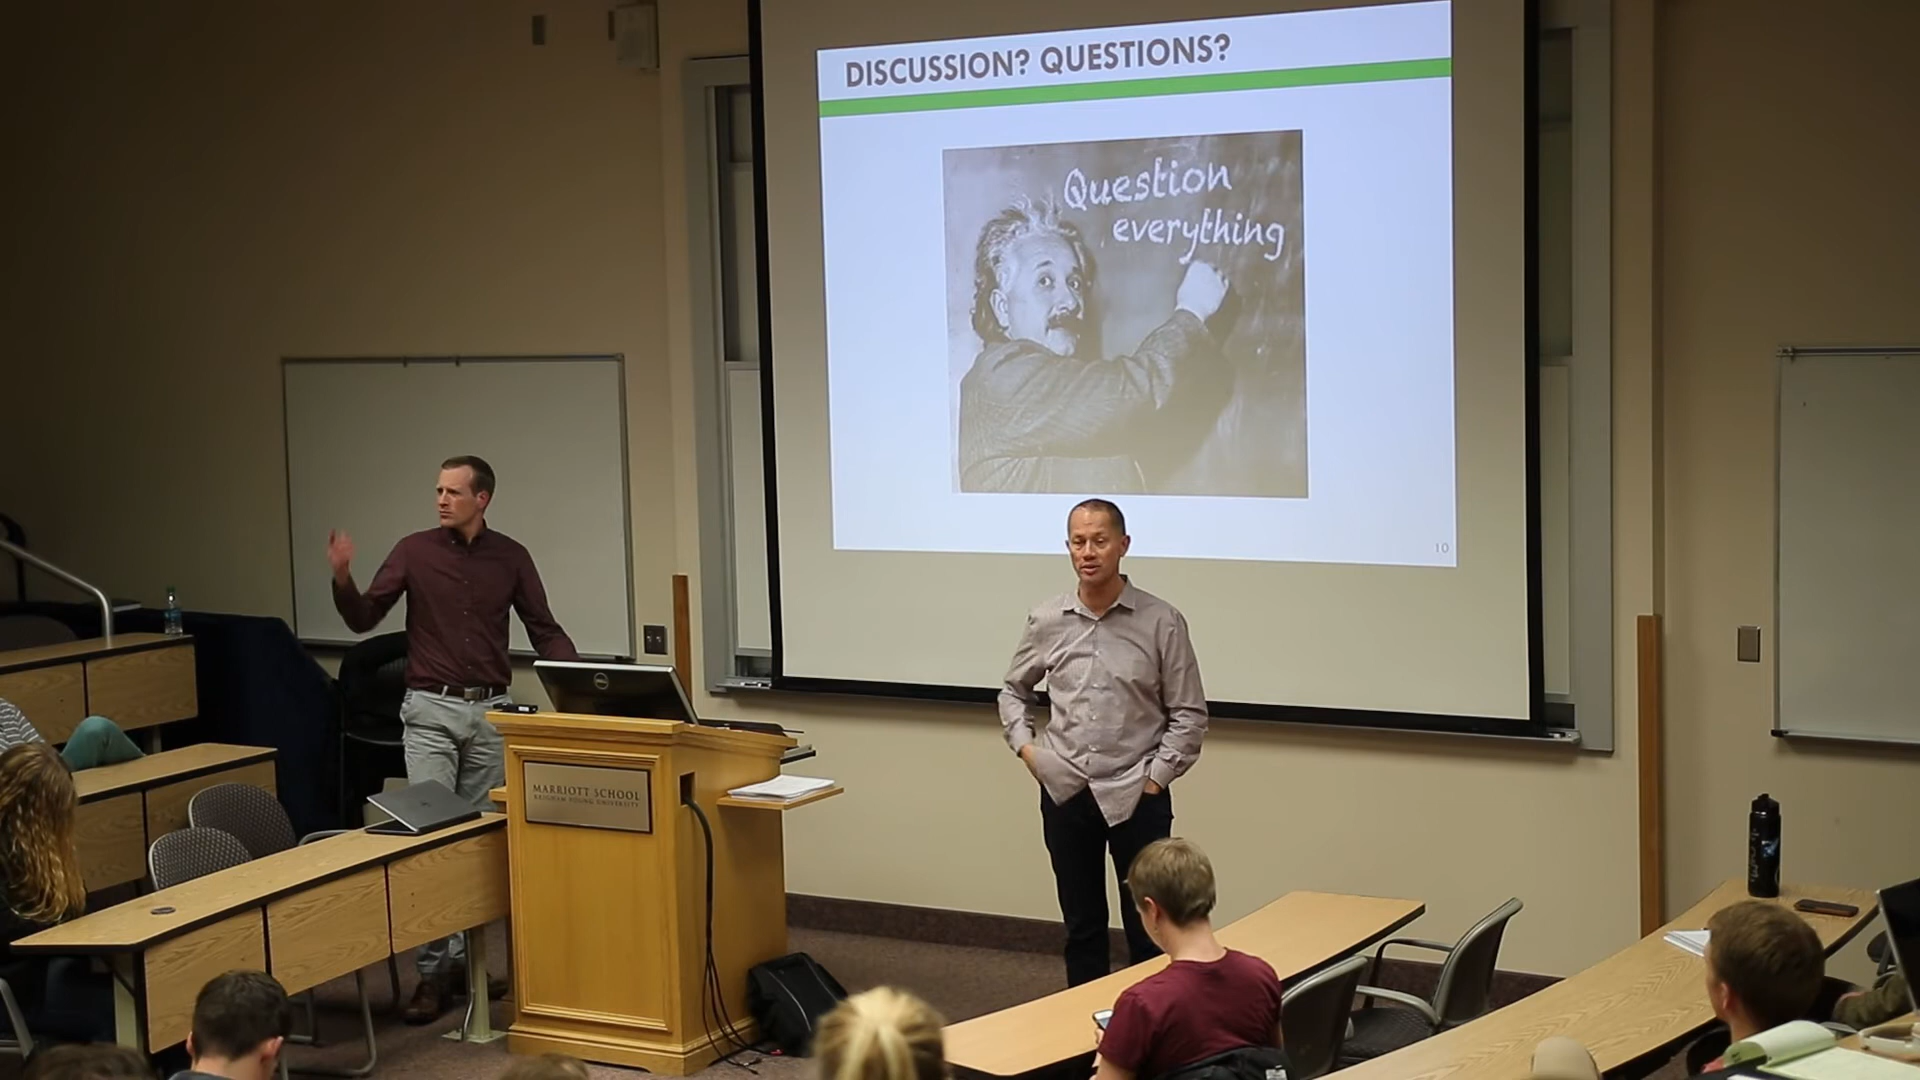 DISCUSSION? QUESTIONS?
Question
everything
10
MARRIOTT SCHOOL
BRIGHAM YOUNG UNIVERSITY